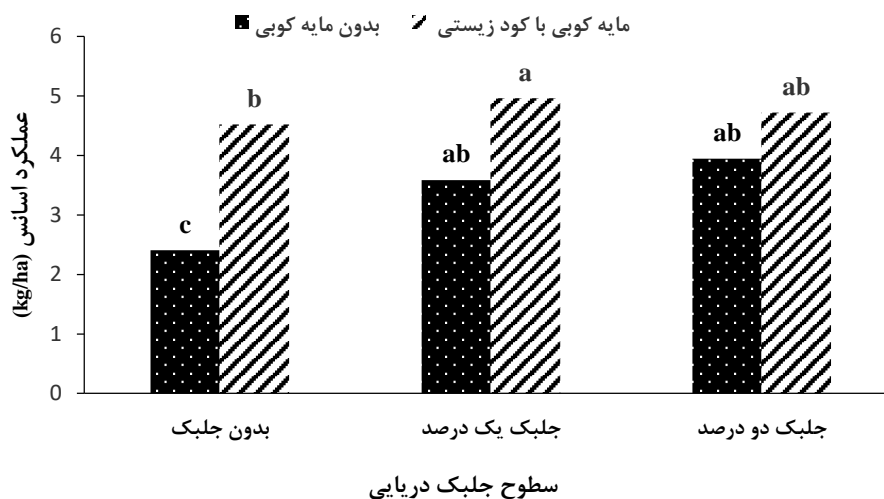 بدون مایه کوبی
مایه کوبی با کود زیستی
عملکرد اسانس (kg/ha)
6
5
4
3
2
1
0
c
b
ab
a
ab
ab
بدون جلبک
جلبک یک درصد
جلبک دو درصد
سطوح جلبک دریایی